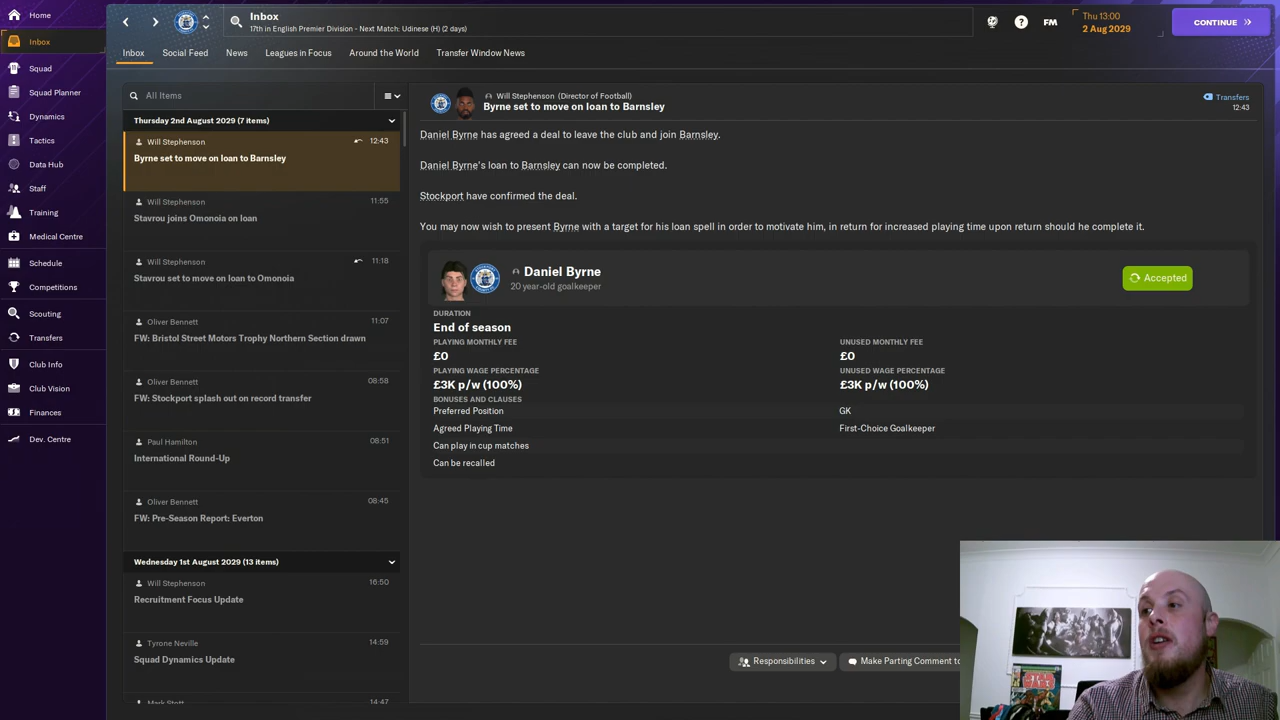 Home
Inbox
Squad
Squad Planner
Dynamics
Tactics
Data Hub
Staff
Training
Medical Centre
Schedule
Competitions
Scouting
Transfers
Club Info
Club Vision
Finances
Dev. Centre
Inbox
17th in English Premier Division - Next Match: Udinese (H) (2 days)
FM
Thu 13:00
2 Aug 2029
CONTINUE
Inbox Social Feed News Leagues in Focus Around the World Transfer Window News
All Items
Thursday 2nd August 2029 (7 items)
Will Stephenson 12:43
Byrne set to move on loan to Barnsley
Will Stephenson 11:55
Stavrou joins Omonoia on loan
Will Stephenson 11:18
Stavrou set to move on loan to Omonoia
Oliver Bennett 11:07
FW: Bristol Street Motors Trophy Northern Section drawn
Oliver Bennett 08:58
FW: Stockport splash out on record transfer
Paul Hamilton 08:51
International Round-Up
Oliver Bennett 08:45
FW: Pre-Season Report: Everton
Wednesday 1st August 2029 (13 items)
Will Stephenson 16:50
Recruitment Focus Update
Tyrone Neville 14:59
Squad Dynamics Update
Mark Stott 14:47
Will Stephenson (Director of Football)
Byrne set to move on loan to Barnsley
Transfers
12:43
Daniel Byrne has agreed a deal to leave the club and join Barnsley.
Daniel Byrne's loan to Barnsley can now be completed.
Stockport have confirmed the deal.
You may now wish to present Byrne with a target for his loan spell in order to motivate him, in return for increased playing time upon return should he complete it.
Daniel Byrne
20 year-old goalkeeper
Accepted
DURATION
End of season
PLAYING MONTHLY FEE UNUSED MONTHLY FEE
£0 £0
PLAYING WAGE PERCENTAGE UNUSED WAGE PERCENTAGE
£3K p/w (100%) £3K p/w (100%)
BONUSES AND CLAUSES
Preferred Position GK
Agreed Playing Time First-Choice Goalkeeper
Can play in cup matches
Can be recalled
Responsibilities Make Parting Comment to
STAR WARS